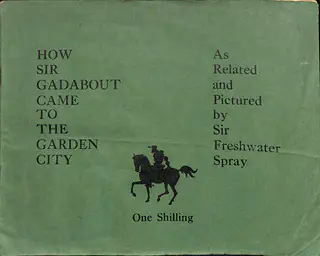 HOW
SIR
GADABOUT
CAME
TO
THE
GARDEN
CITY
As
Related
and
Pictured
by
Sir
Freshwater
Spray
One Shilling